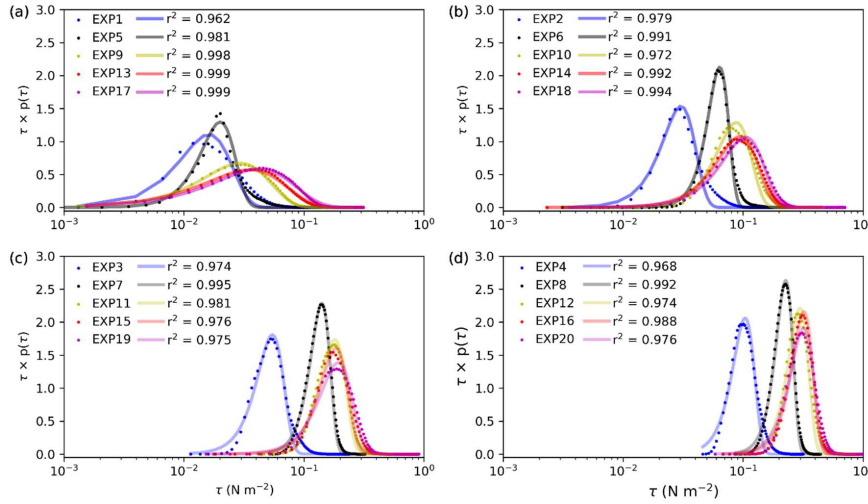 (a)
3.0
2.5
2.0
1.5
1.0
0.5
0.0
τ × p(τ)
EXP1 r² = 0.962
EXP5 r² = 0.981
EXP9 r² = 0.998
EXP13 r² = 0.999
EXP17 r² = 0.999
10⁻³ 10⁻² 10⁻¹ 10⁰
(b)
3.0
2.5
2.0
1.5
1.0
0.5
0.0
EXP2 r² = 0.979
EXP6 r² = 0.991
EXP10 r² = 0.972
EXP14 r² = 0.992
EXP18 r² = 0.994
10⁻³ 10⁻² 10⁻¹ 10⁰
(c)
3.0
2.5
2.0
1.5
1.0
0.5
0.0
τ × p(τ)
EXP3 r² = 0.974
EXP7 r² = 0.995
EXP11 r² = 0.981
EXP15 r² = 0.976
EXP19 r² = 0.975
10⁻³ 10⁻² 10⁻¹ 10⁰
τ (N m⁻²)
(d)
3.0
2.5
2.0
1.5
1.0
0.5
0.0
τ × p(τ)
EXP4 r² = 0.968
EXP8 r² = 0.992
EXP12 r² = 0.974
EXP16 r² = 0.988
EXP20 r² = 0.976
10⁻³ 10⁻² 10⁻¹ 10⁰
τ (N m⁻²)